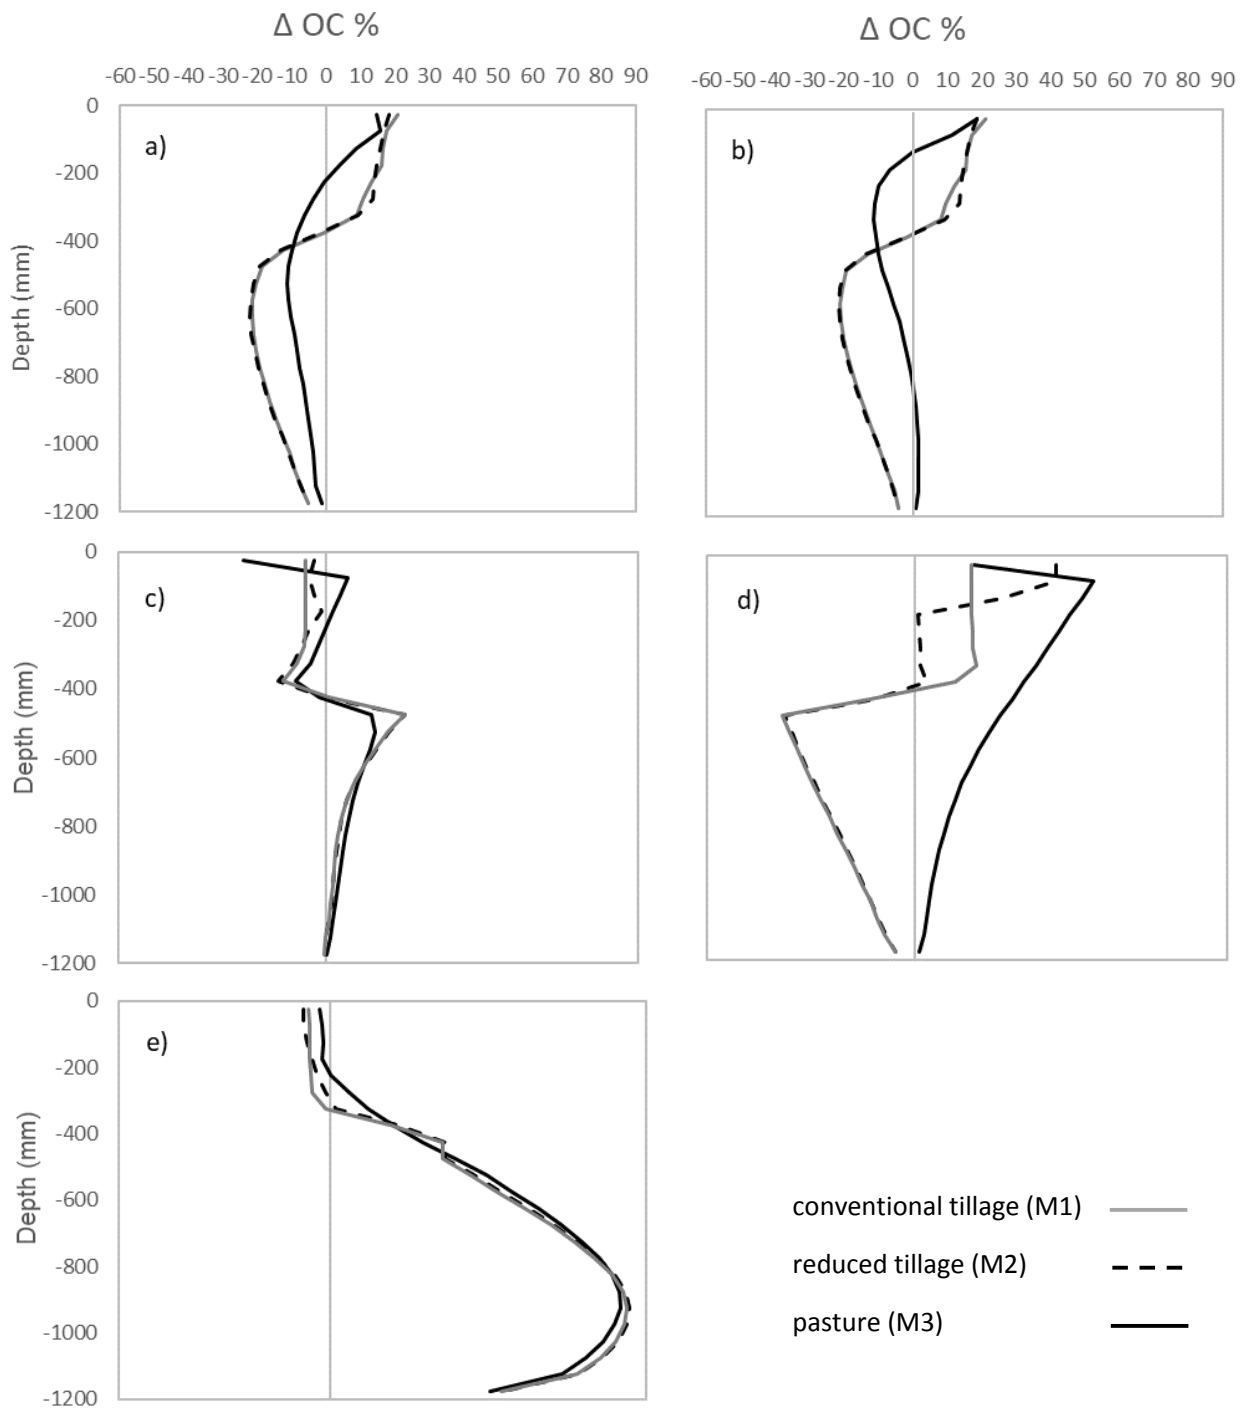 Δ OC %
Δ OC %
-60 -50 -40 -30 -20 -10 0 10 20 30 40 50 60 70 80 90
-60 -50 -40 -30 -20 -10 0 10 20 30 40 50 60 70 80 90
0
-200
-400
-600
-800
-1000
-1200
Depth (mm)
a)
b)
0
-200
-400
-600
-800
-1000
-1200
Depth (mm)
c)
d)
0
-200
-400
-600
-800
-1000
-1200
Depth (mm)
e)
conventional tillage (M1)
reduced tillage (M2)
pasture (M3)